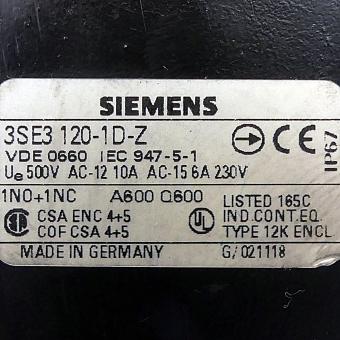 SIEMENS
3SE3 120-1D-Z
VDE 0660 IEC 947-5-1
Ue 500V AC-12 10A AC-15 6A 230V
CE
IP67
1NO+1NC A600 Q600
LISTED 165C
CSA ENC 4+5
IND.CONT.EQ.
COF CSA 4+5
TYPE 12K ENCL
MADE IN GERMANY
G/021118